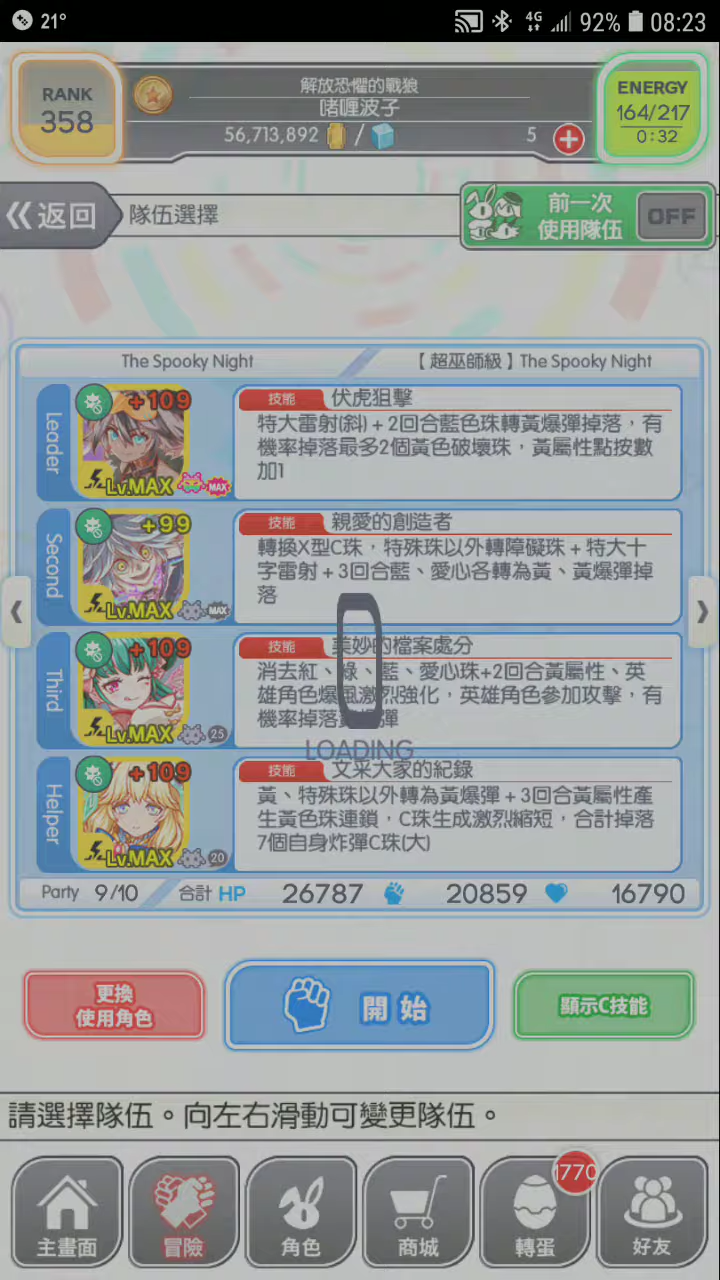 21°
4G 92% 08:23
RANK
358
解放恐懼的戰狼
啫喱波子
56,713,892 / 5
ENERGY
164/217
0:32
返回
隊伍選擇
前一次
使用隊伍
OFF
The Spooky Night
【超巫師級】The Spooky Night
Leader
+109
Lv.MAX
MAX
技能 伏虎狙擊
特大雷射(斜)+2回合藍色珠轉黃爆彈掉落，有
機率掉落最多2個黃色破壞珠，黃屬性點按數
加1
Second
+99
Lv.MAX
MAX
技能 親愛的創造者
轉換X型C珠，特殊珠以外轉障礙珠+特大十
字雷射+3回合藍、愛心各轉為黃、黃爆彈掉
落
Third
+109
Lv.MAX
25
技能 美妙的檔案處分
消去紅、綠、藍、愛心珠+2回合黃屬性、英
雄角色爆風激烈強化，英雄角色參加攻擊，有
機率掉落彈
LOADING
Helper
+109
Lv.MAX
20
技能 文采大家的紀錄
黃、特殊珠以外轉為黃爆彈+3回合黃屬性產
生黃色珠連鎖，C珠生成激烈縮短，合計掉落
7個自身炸彈C珠(大)
Party 9/10 合計 HP 26787 20859 16790
更換
使用角色
開始
顯示C技能
請選擇隊伍。向左右滑動可變更隊伍。
1770
主畫面
冒險
角色
商城
轉蛋
好友